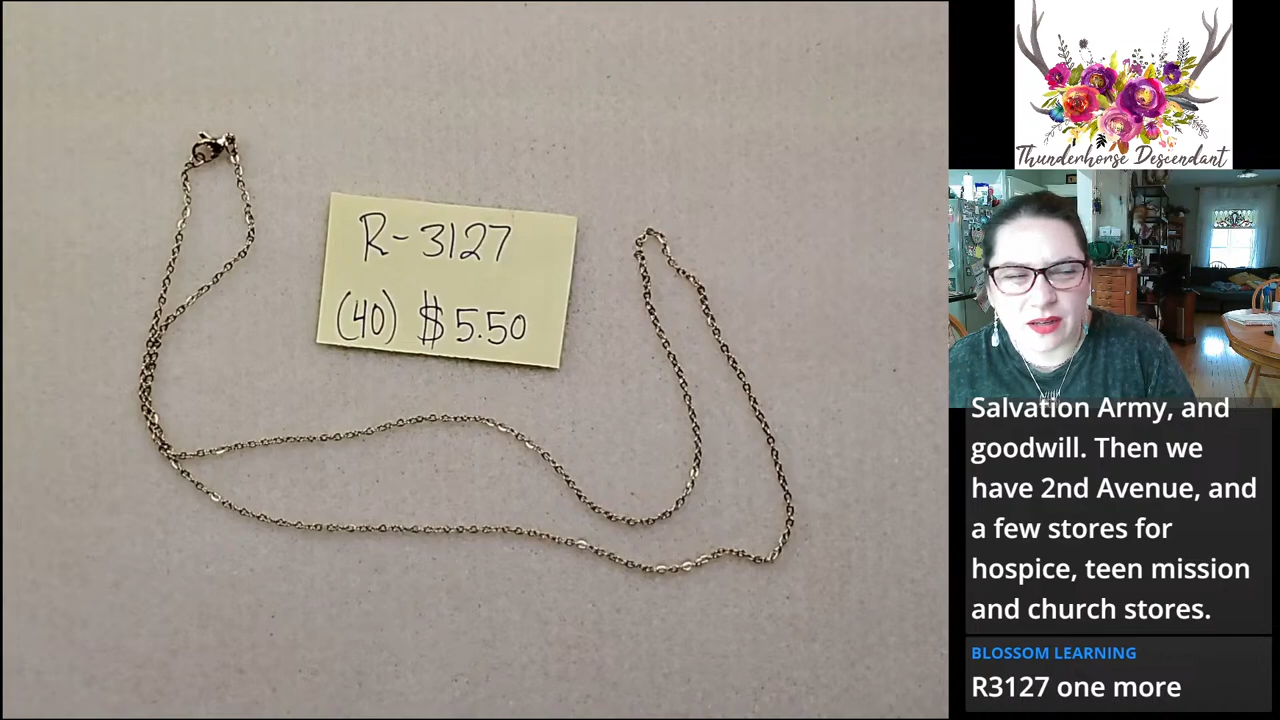 R-3127
(40) $5.50
Thunderhorse Descendant
Salvation Army, and
goodwill. Then we
have 2nd Avenue, and
a few stores for
hospice, teen mission
and church stores.
BLOSSOM LEARNING
R3127 one more